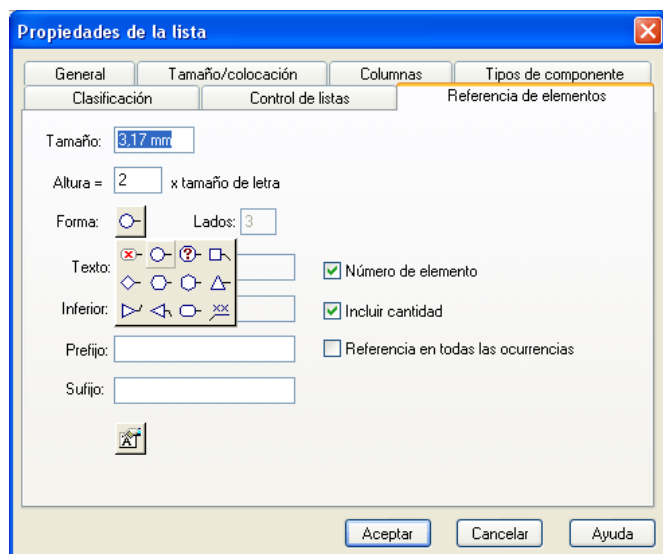 Propiedades de la lista
General Tamaño/colocación Columnas Tipos de componente
Clasificación Control de listas Referencia de elementos
Tamaño: 3,17 mm
Altura = 2 x tamaño de letra
Forma: Lados: 3
Texto: Número de elemento
Inferior: Incluir cantidad
Prefijo: Referencia en todas las ocurrencias
Sufijo:
Aceptar Cancelar Ayuda